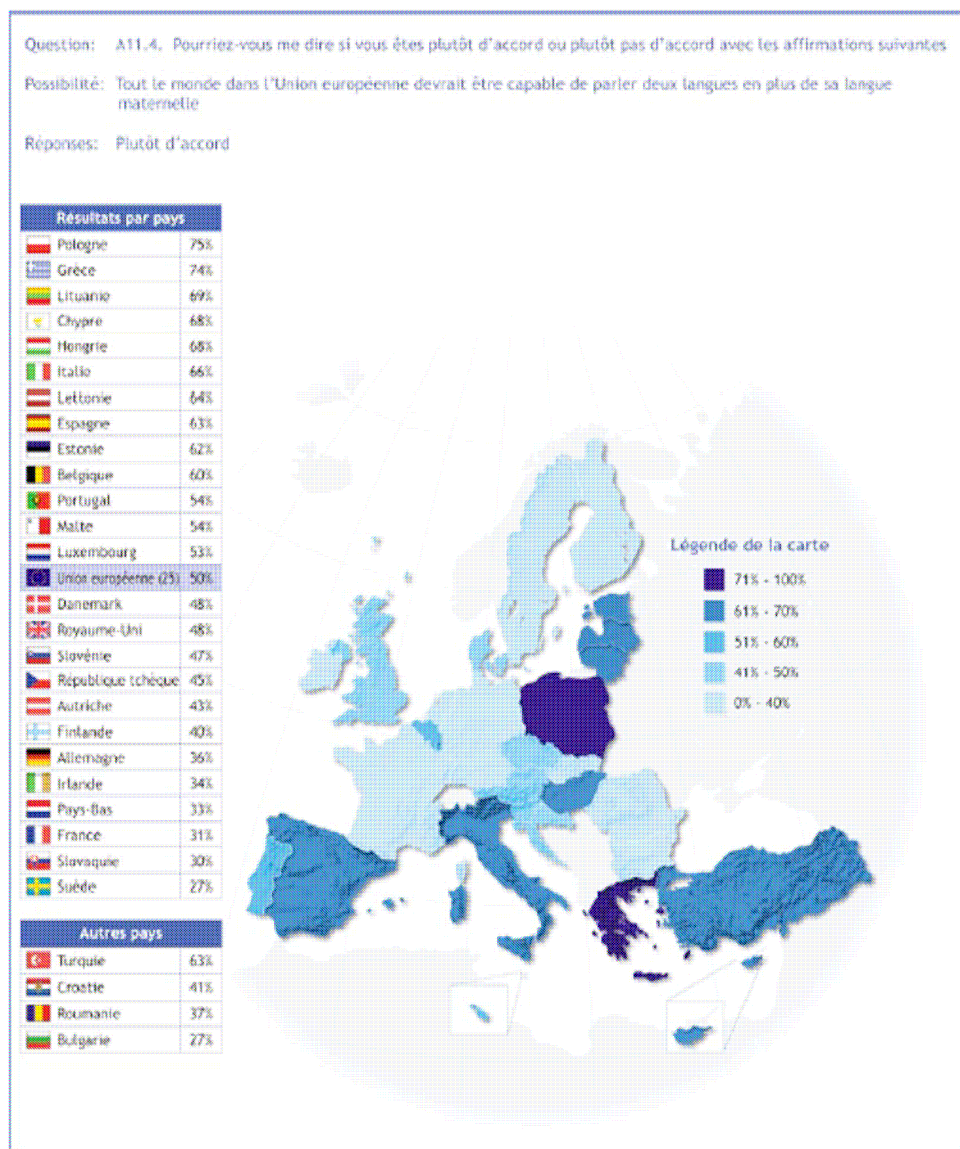 Question: A11.4. Pourriez-vous me dire si vous êtes plutôt d'accord ou plutôt pas d'accord avec les affirmations suivantes
Possibilité: Tout le monde dans l'Union européenne devrait être capable de parler deux langues en plus de sa langue
maternelle
Réponses: Plutôt d'accord
Résultats par pays
Pologne 75%
Grèce 74%
Lituanie 69%
Chypre 68%
Hongrie 68%
Italie 66%
Lettonie 64%
Espagne 63%
Estonie 62%
Belgique 60%
Portugal 54%
Malte 54%
Luxembourg 53%
Union européenne (25) 50%
Danemark 48%
Royaume-Uni 48%
Slovénie 47%
République tchèque 45%
Autriche 43%
Finlande 40%
Allemagne 36%
Irlande 34%
Pays-Bas 33%
France 31%
Slovaquie 30%
Suède 27%
Autres pays
Turquie 63%
Croatie 41%
Roumanie 37%
Bulgarie 27%
Légende de la carte
71% - 100%
61% - 70%
51% - 60%
41% - 50%
0% - 40%